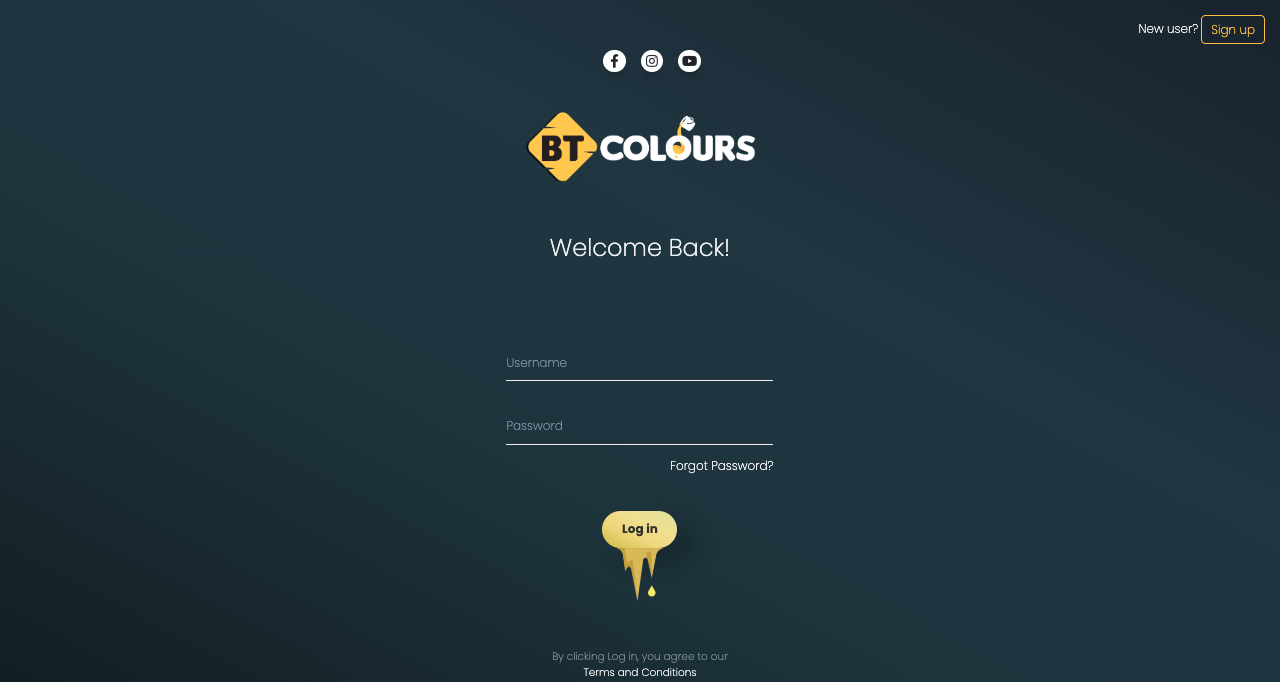 New user? Sign up
BT COLOURS
Welcome Back!
Username
Password
Forgot Password?
Log in
By clicking Log in, you agree to our
Terms and Conditions